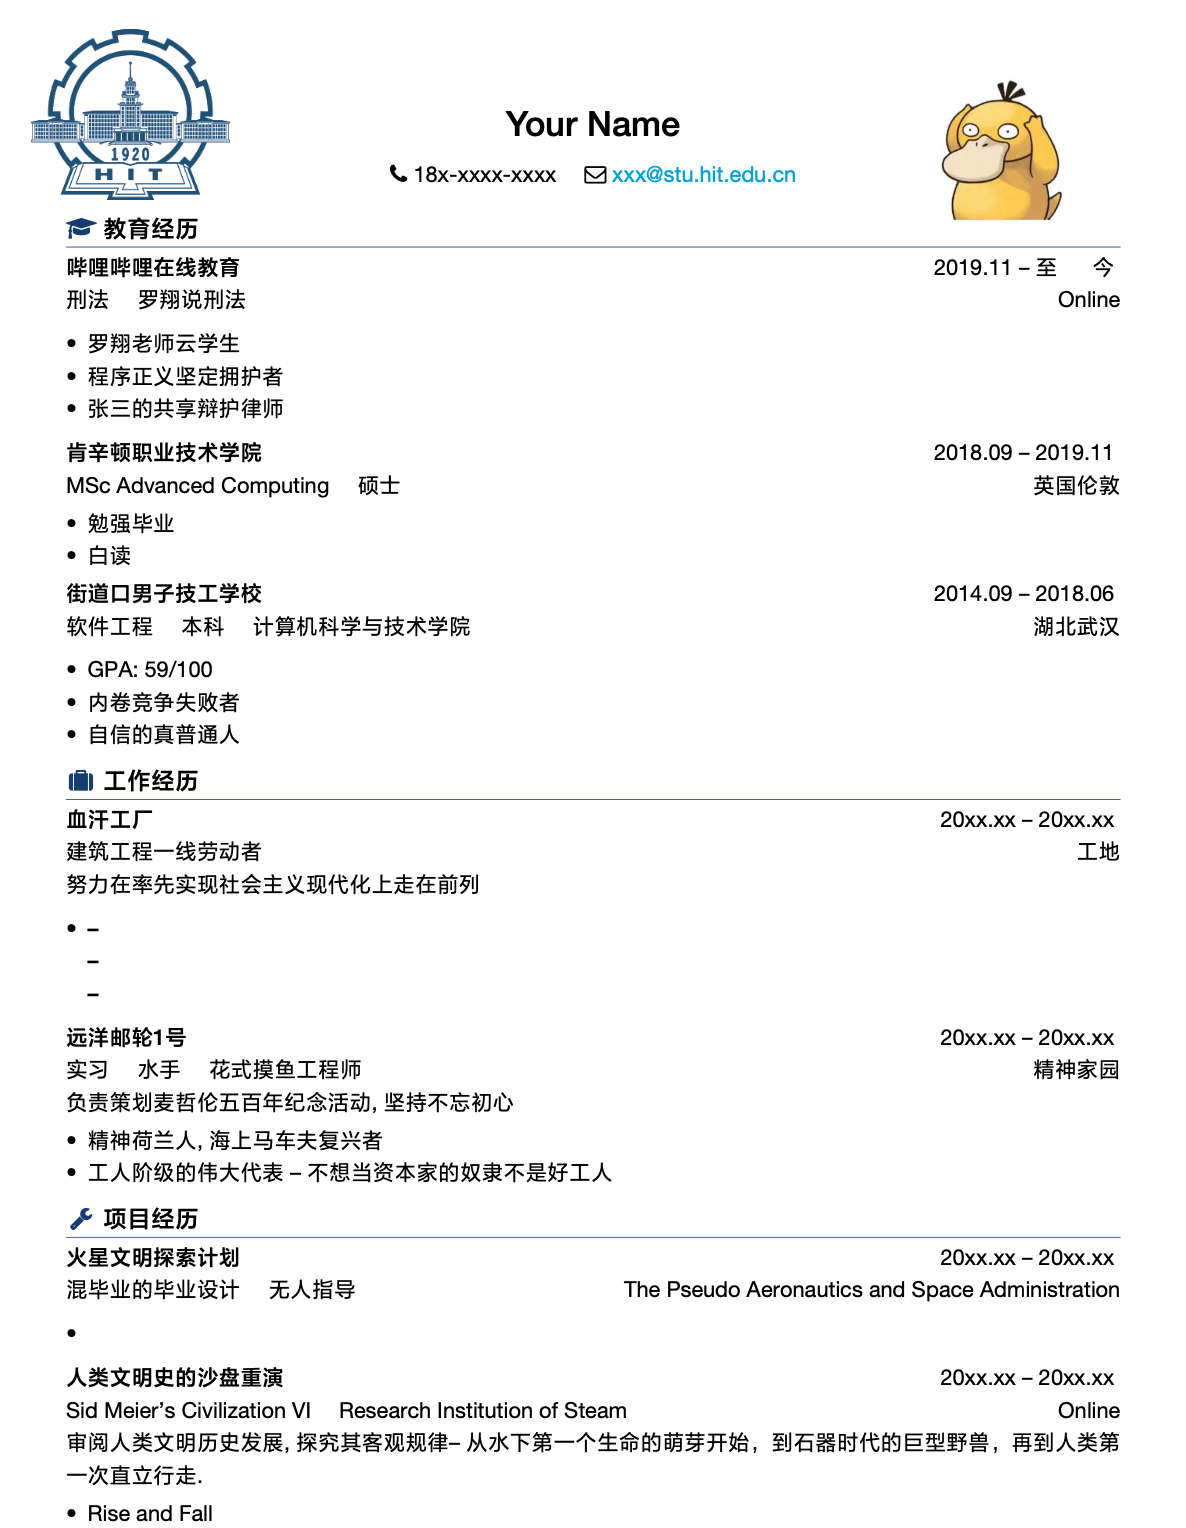 1920
HIT
Your Name
18x-xxxx-xxxx xxx@stu.hit.edu.cn
教育经历
哔哩哔哩在线教育 2019.11 – 至 今
刑法 罗翔说刑法 Online
• 罗翔老师云学生
• 程序正义坚定拥护者
• 张三的共享辩护律师
肯辛顿职业技术学院 2018.09 – 2019.11
MSc Advanced Computing 硕士 英国伦敦
• 勉强毕业
• 白读
街道口男子技工学校 2014.09 – 2018.06
软件工程 本科 计算机科学与技术学院 湖北武汉
• GPA: 59/100
• 内卷竞争失败者
• 自信的真普通人
工作经历
血汗工厂 20xx.xx – 20xx.xx
建筑工程一线劳动者 工地
努力在率先实现社会主义现代化上走在前列
• –
–
–
远洋邮轮1号 20xx.xx – 20xx.xx
实习 水手 花式摸鱼工程师 精神家园
负责策划麦哲伦五百年纪念活动, 坚持不忘初心
• 精神荷兰人, 海上马车夫复兴者
• 工人阶级的伟大代表 – 不想当资本家的奴隶不是好工人
项目经历
火星文明探索计划 20xx.xx – 20xx.xx
混毕业的毕业设计 无人指导 The Pseudo Aeronautics and Space Administration
•
人类文明史的沙盘重演 20xx.xx – 20xx.xx
Sid Meier’s Civilization VI Research Institution of Steam Online
审阅人类文明历史发展, 探究其客观规律– 从水下第一个生命的萌芽开始，到石器时代的巨型野兽，再到人类第
一次直立行走.
• Rise and Fall